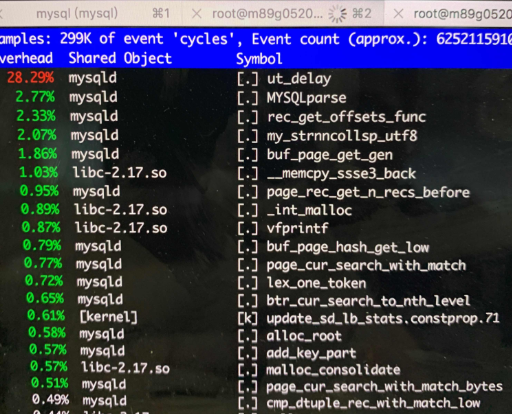 mysql (mysql) ⌘1 × root@m89g0520... ⌘2 × root@m89g0520
amples: 299K of event 'cycles', Event count (approx.): 6252115910
verhead Shared Object Symbol
28.29% mysqld [.] ut_delay
2.77% mysqld [.] MYSQLparse
2.33% mysqld [.] rec_get_offsets_func
2.07% mysqld [.] my_strnncollsp_utf8
1.86% mysqld [.] buf_page_get_gen
1.03% libc-2.17.so [.] __memcpy_ssse3_back
0.95% mysqld [.] page_rec_get_n_recs_before
0.89% libc-2.17.so [.] _int_malloc
0.87% libc-2.17.so [.] vfprintf
0.79% mysqld [.] buf_page_hash_get_low
0.77% mysqld [.] page_cur_search_with_match
0.72% mysqld [.] lex_one_token
0.65% mysqld [.] btr_cur_search_to_nth_level
0.61% [kernel] [k] update_sd_lb_stats.constprop.71
0.58% mysqld [.] alloc_root
0.57% mysqld [.] add_key_part
0.57% libc-2.17.so [.] malloc_consolidate
0.51% mysqld [.] page_cur_search_with_match_bytes
0.49% mysqld [.] cmp_dtuple_rec_with_match_low